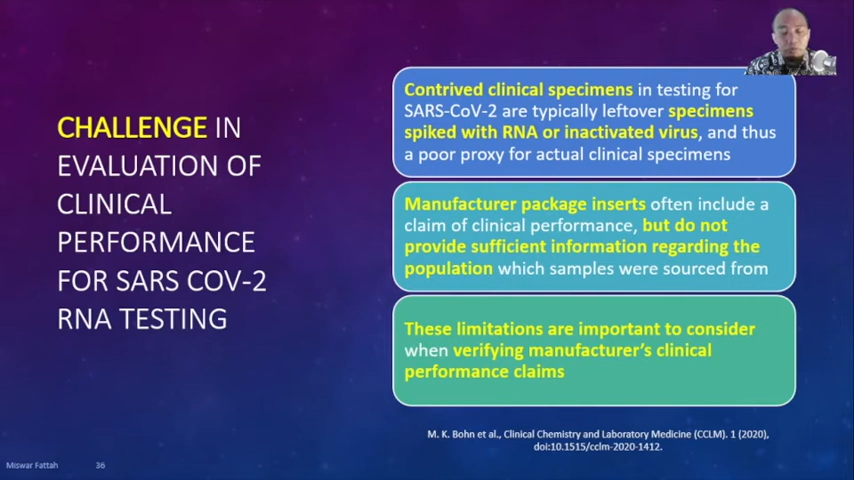 CHALLENGE IN
EVALUATION OF
CLINICAL
PERFORMANCE
FOR SARS COV-2
RNA TESTING
Contrived clinical specimens in testing for
SARS-CoV-2 are typically leftover specimens
spiked with RNA or inactivated virus, and thus
a poor proxy for actual clinical specimens
Manufacturer package inserts often include a
claim of clinical performance, but do not
provide sufficient information regarding the
population which samples were sourced from
These limitations are important to consider
when verifying manufacturer's clinical
performance claims
M. K. Bohn et al., Clinical Chemistry and Laboratory Medicine (CCLM). 1 (2020),
doi:10.1515/cclm-2020-1412.
Miswar Fattah 36